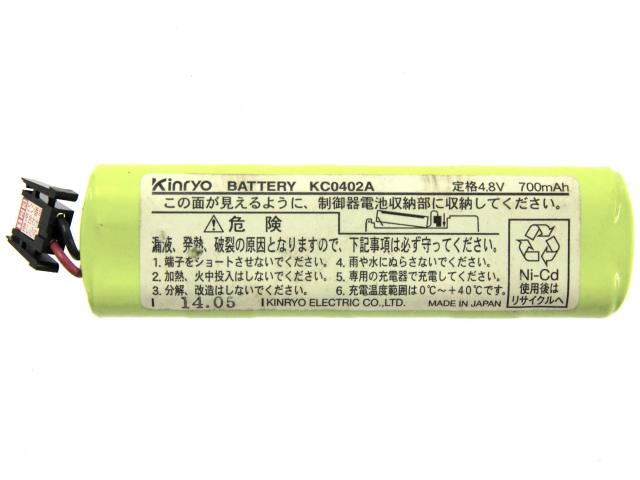 Kinryo BATTERY KC0402A 定格4.8V 700mAh
この面が見えるように、制御器電池収納部に収納してください。
⚠危険
漏液、発熱、破裂の原因となりますので、下記事項は必ず守ってください。
1. 端子をショートさせないでください。
2. 加熱、火中投入はしないでください。
3. 分解、改造はしないでください。
4. 雨や水にぬらさないでください。
5. 専用の充電器で充電してください。
6. 充電温度範囲は0℃~+40℃です。
Ni-Cd
使用後は
リサイクルへ
14.05 KINRYO ELECTRIC CO.,LTD. MADE IN JAPAN